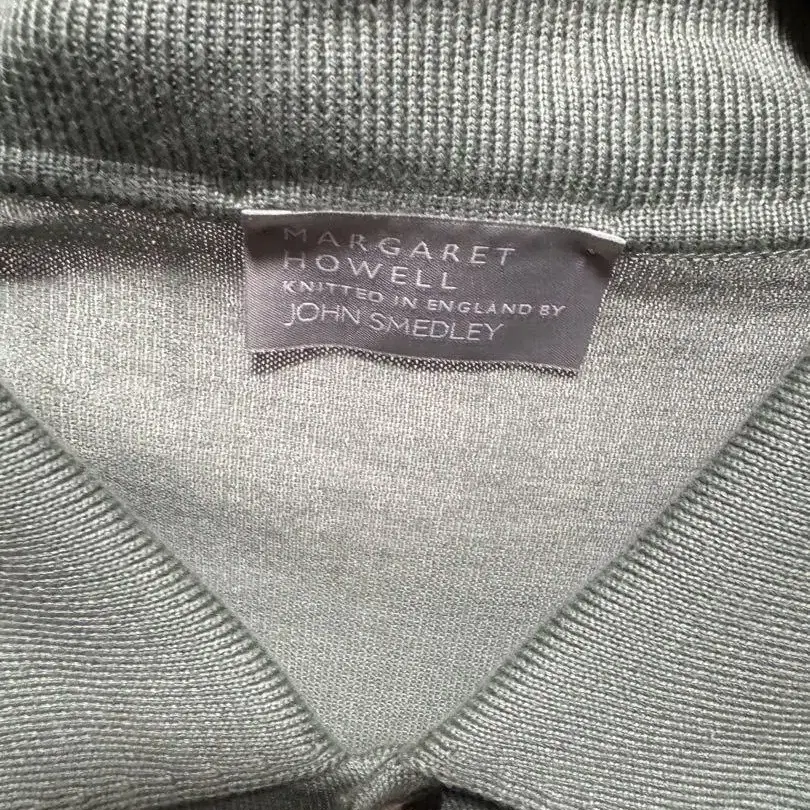 MARGARET
HOWELL
KNITTED IN ENGLAND BY
JOHN SMEDLEY